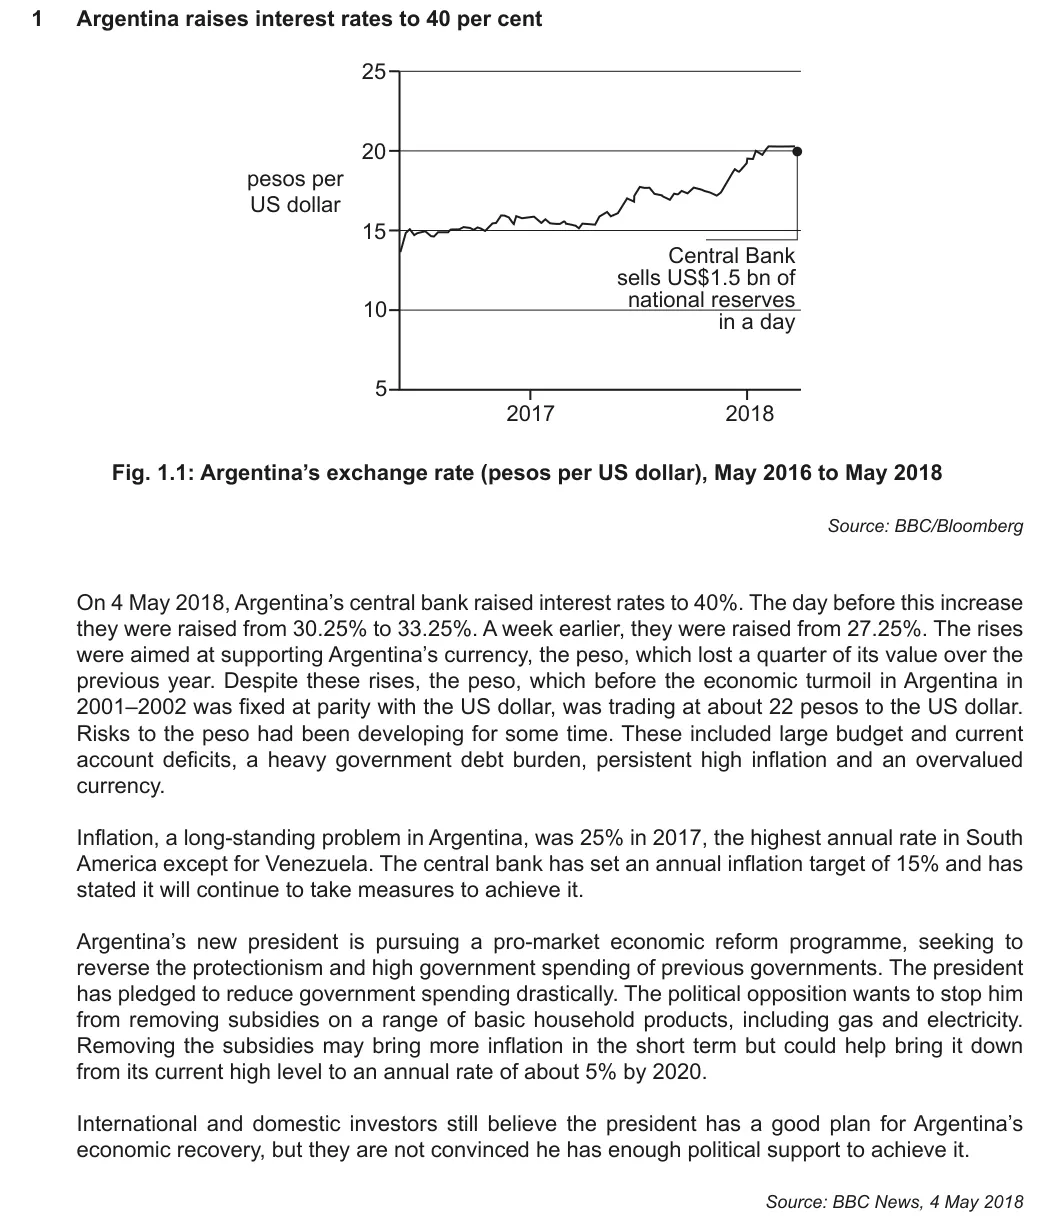 1 Argentina raises interest rates to 40 per cent
25
20
pesos per
US dollar
15
Central Bank
sells US$1.5 bn of
national reserves
in a day
10
5
2017 2018
Fig. 1.1: Argentina’s exchange rate (pesos per US dollar), May 2016 to May 2018
Source: BBC/Bloomberg
On 4 May 2018, Argentina’s central bank raised interest rates to 40%. The day before this increase
they were raised from 30.25% to 33.25%. A week earlier, they were raised from 27.25%. The rises
were aimed at supporting Argentina’s currency, the peso, which lost a quarter of its value over the
previous year. Despite these rises, the peso, which before the economic turmoil in Argentina in
2001–2002 was fixed at parity with the US dollar, was trading at about 22 pesos to the US dollar.
Risks to the peso had been developing for some time. These included large budget and current
account deficits, a heavy government debt burden, persistent high inflation and an overvalued
currency.
Inflation, a long-standing problem in Argentina, was 25% in 2017, the highest annual rate in South
America except for Venezuela. The central bank has set an annual inflation target of 15% and has
stated it will continue to take measures to achieve it.
Argentina’s new president is pursuing a pro-market economic reform programme, seeking to
reverse the protectionism and high government spending of previous governments. The president
has pledged to reduce government spending drastically. The political opposition wants to stop him
from removing subsidies on a range of basic household products, including gas and electricity.
Removing the subsidies may bring more inflation in the short term but could help bring it down
from its current high level to an annual rate of about 5% by 2020.
International and domestic investors still believe the president has a good plan for Argentina’s
economic recovery, but they are not convinced he has enough political support to achieve it.
Source: BBC News, 4 May 2018